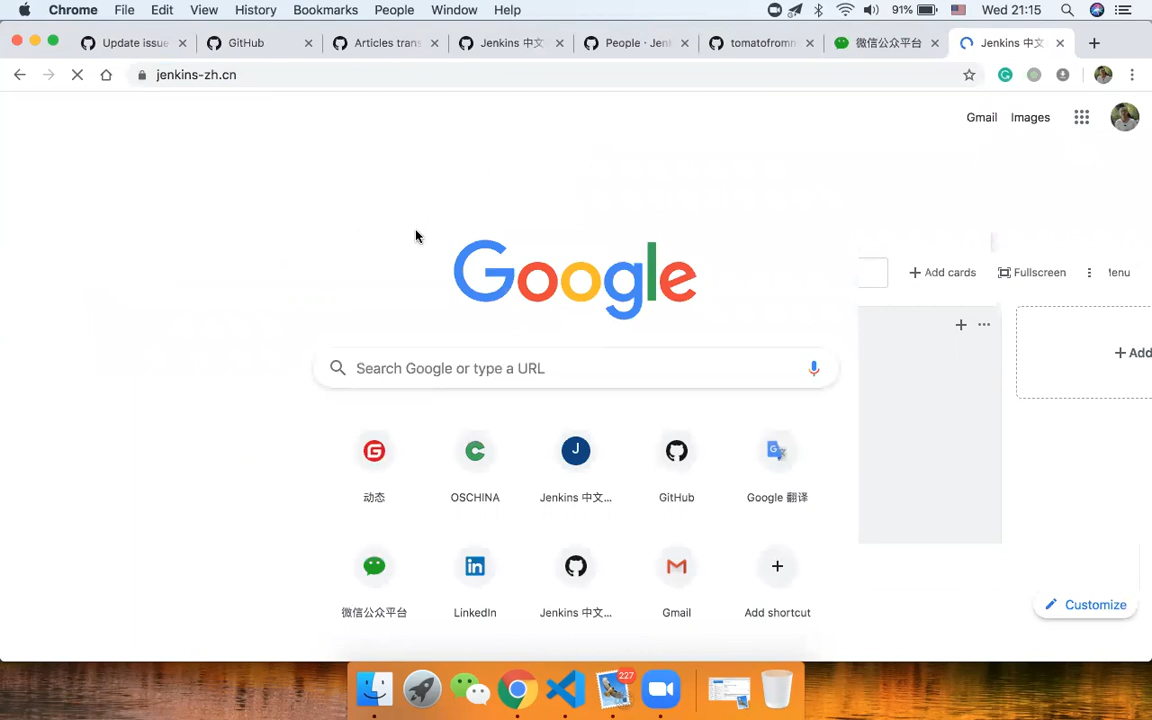 Chrome File Edit View History Bookmarks People Window Help 91% Wed 21:15
Update issue GitHub Articles trans Jenkins 中文 People · Jenk tomatofromn 微信公众平台 Jenkins 中文
jenkins-zh.cn
Gmail Images
Google
Add cards Fullscreen Menu
Search Google or type a URL
Add
动态 OSCHINA Jenkins 中文... GitHub Google 翻译
微信公众平台 LinkedIn Jenkins 中文... Gmail Add shortcut
Customize
227